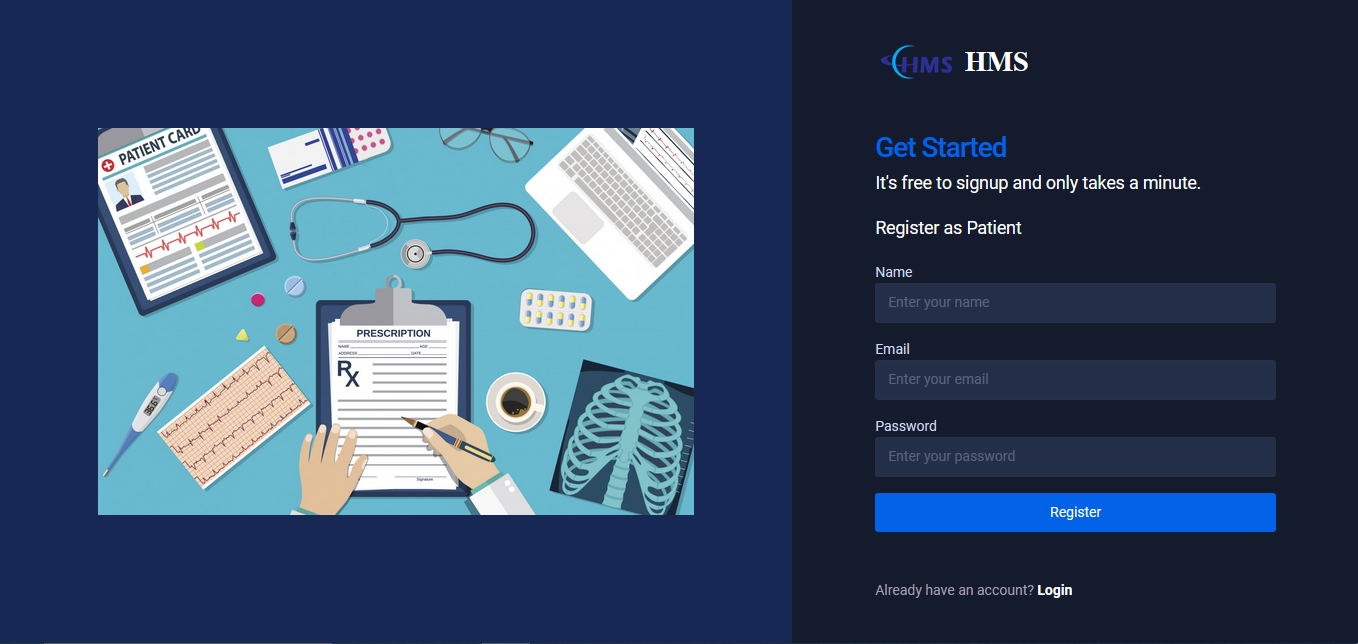 PATIENT CARD
PRESCRIPTION
NAME AGE
ADDRESS DATE
Rx
36.6°
Signature
HMS HMS
Get Started
It's free to signup and only takes a minute.
Register as Patient
Name
Enter your name
Email
Enter your email
Password
Enter your password
Register
Already have an account? Login